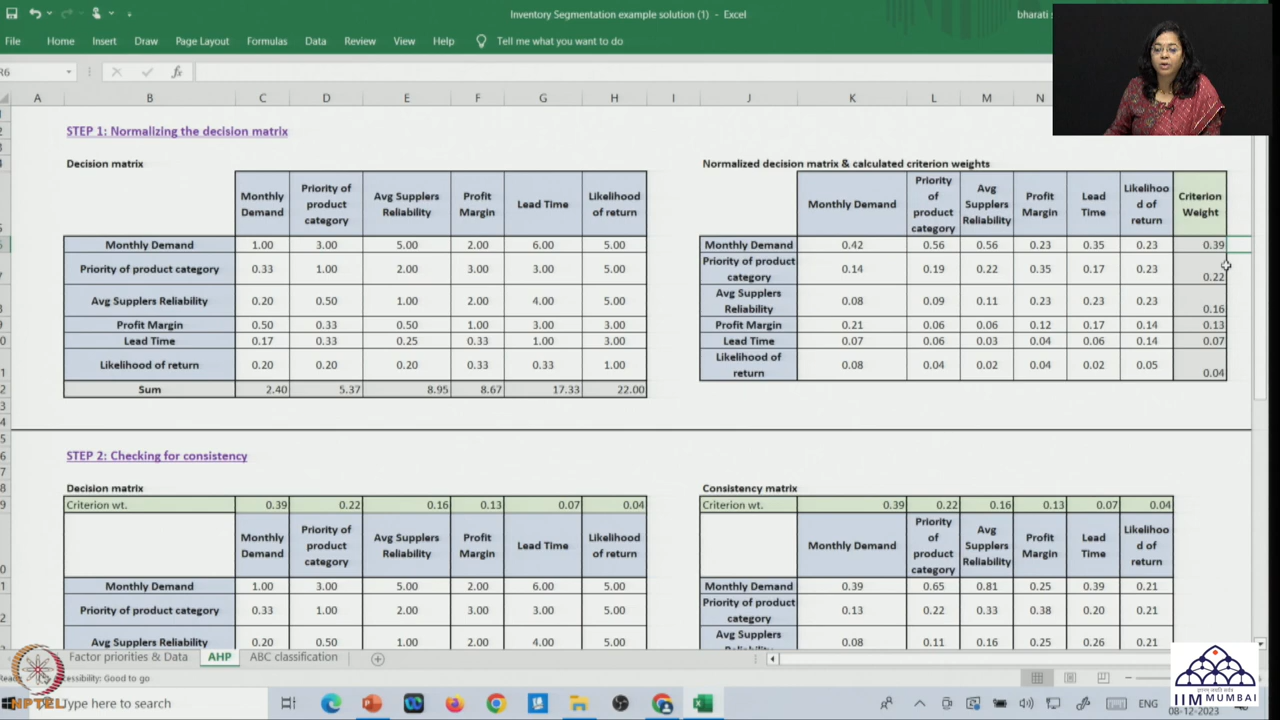 Inventory Segmentation example solution (1) - Excel
bharati s
File Home Insert Draw Page Layout Formulas Data Review View Help Tell me what you want to do
R6 fx
A B C D E F G H I J K L M N
STEP 1: Normalizing the decision matrix
Decision matrix
Monthly Demand Priority of product category Avg Suppliers Reliability Profit Margin Lead Time Likelihood of return
Monthly Demand 1.00 3.00 5.00 2.00 6.00 5.00
Priority of product category 0.33 1.00 2.00 3.00 3.00 5.00
Avg Suppliers Reliability 0.20 0.50 1.00 2.00 4.00 5.00
Profit Margin 0.50 0.33 0.50 1.00 3.00 3.00
Lead Time 0.17 0.33 0.25 0.33 1.00 3.00
Likelihood of return 0.20 0.20 0.20 0.33 0.33 1.00
Sum 2.40 5.37 8.95 8.67 17.33 22.00
Normalized decision matrix & calculated criterion weights
Monthly Demand Priority of product category Avg Suppliers Reliability Profit Margin Lead Time Likelihoo d of return Criterion Weight
Monthly Demand 0.42 0.56 0.56 0.23 0.35 0.23 0.39
Priority of product category 0.14 0.19 0.22 0.35 0.17 0.23 0.22
Avg Suppliers Reliability 0.08 0.09 0.11 0.23 0.23 0.23 0.16
Profit Margin 0.21 0.06 0.06 0.12 0.17 0.14 0.13
Lead Time 0.07 0.06 0.03 0.04 0.06 0.14 0.07
Likelihood of return 0.08 0.04 0.02 0.04 0.02 0.05 0.04
STEP 2: Checking for consistency
Decision matrix
Criterion wt. 0.39 0.22 0.16 0.13 0.07 0.04
Monthly Demand Priority of product category Avg Suppliers Reliability Profit Margin Lead Time Likelihood of return
Monthly Demand 1.00 3.00 5.00 2.00 6.00 5.00
Priority of product category 0.33 1.00 2.00 3.00 3.00 5.00
Avg Suppliers Reliability 0.20 0.50 1.00 2.00 4.00 5.00
Consistency matrix
Criterion wt. 0.39 0.22 0.16 0.13 0.07 0.04
Monthly Demand Priority of product category Avg Suppliers Reliability Profit Margin Lead Time Likelihoo d of return
Monthly Demand 0.39 0.65 0.81 0.25 0.39 0.21
Priority of product category 0.13 0.22 0.33 0.38 0.20 0.21
Avg Suppliers 0.08 0.11 0.16 0.25 0.26 0.21
Factor priorities & Data AHP ABC classification
Accessibility: Good to go
Type here to search
ENG
08-12-2023
NPTEL
IIM MUMBAI